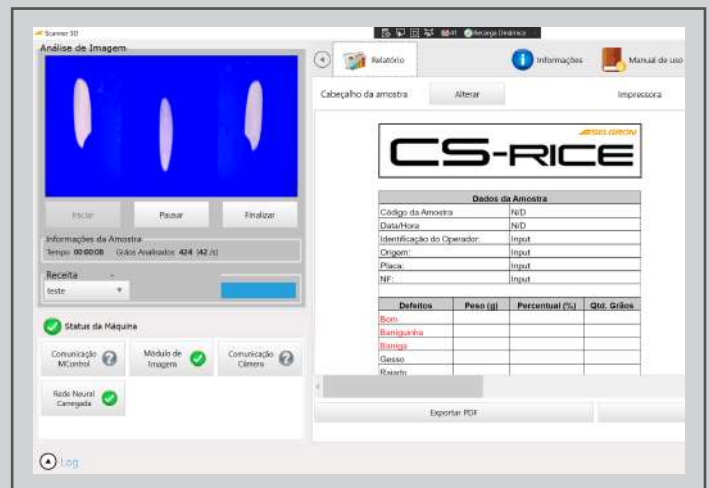 Scanner 3D
Recarga Dinâmica
Análise de Imagem
Iniciar
Pausar
Finalizar
Informações da Amostra
Tempo: 00:00:08 Grãos Analisados: 424 (42 /s)
Receita -
teste
Status da Máquina
Comunicação MControl
Módulo de Imagem
Comunicação Câmera
Rede Neural Carregada
Log
Relatório
Informações
Manual de uso
Cabeçalho da amostra
Alterar
Impressora
SELGRON
CS-RICE
Dados da Amostra
Código da Amostra N/D
Data/Hora N/D
Identificação do Operador: Input
Origem: Input
Placa: Input
NF: Input
Defeitos Peso (g) Percentual (%) Qtd. Grãos
Bom
Barriguinha
Barriga
Gesso
Rajado
Exportar PDF